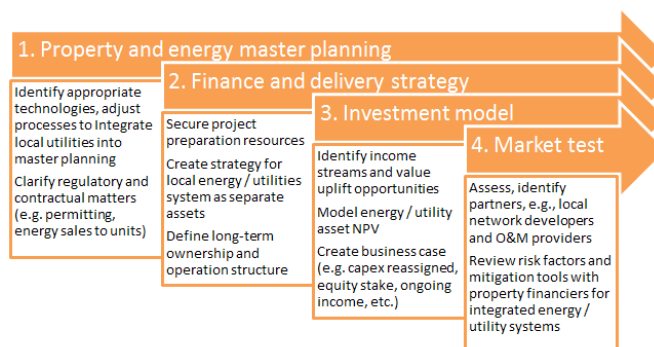 1. Property and energy master planning
Identify appropriate
technologies, adjust
processes to Integrate
local utilities into
master planning
Clarify regulatory and
contractual matters
(e.g. permitting,
energy sales to units)
2. Finance and delivery strategy
Secure project
preparation resources
Create strategy for
local energy / utilities
system as separate
assets
Define long-term
ownership and
operation structure
3. Investment model
Identify income
streams and value
uplift opportunities
Model energy / utility
asset NPV
Create business case
(e.g. capex reassigned,
equity stake, ongoing
income, etc.)
4. Market test
Assess, identify
partners, e.g., local
network developers
and O&M providers
Review risk factors and
mitigation tools with
property financiers for
integrated energy /
utility systems